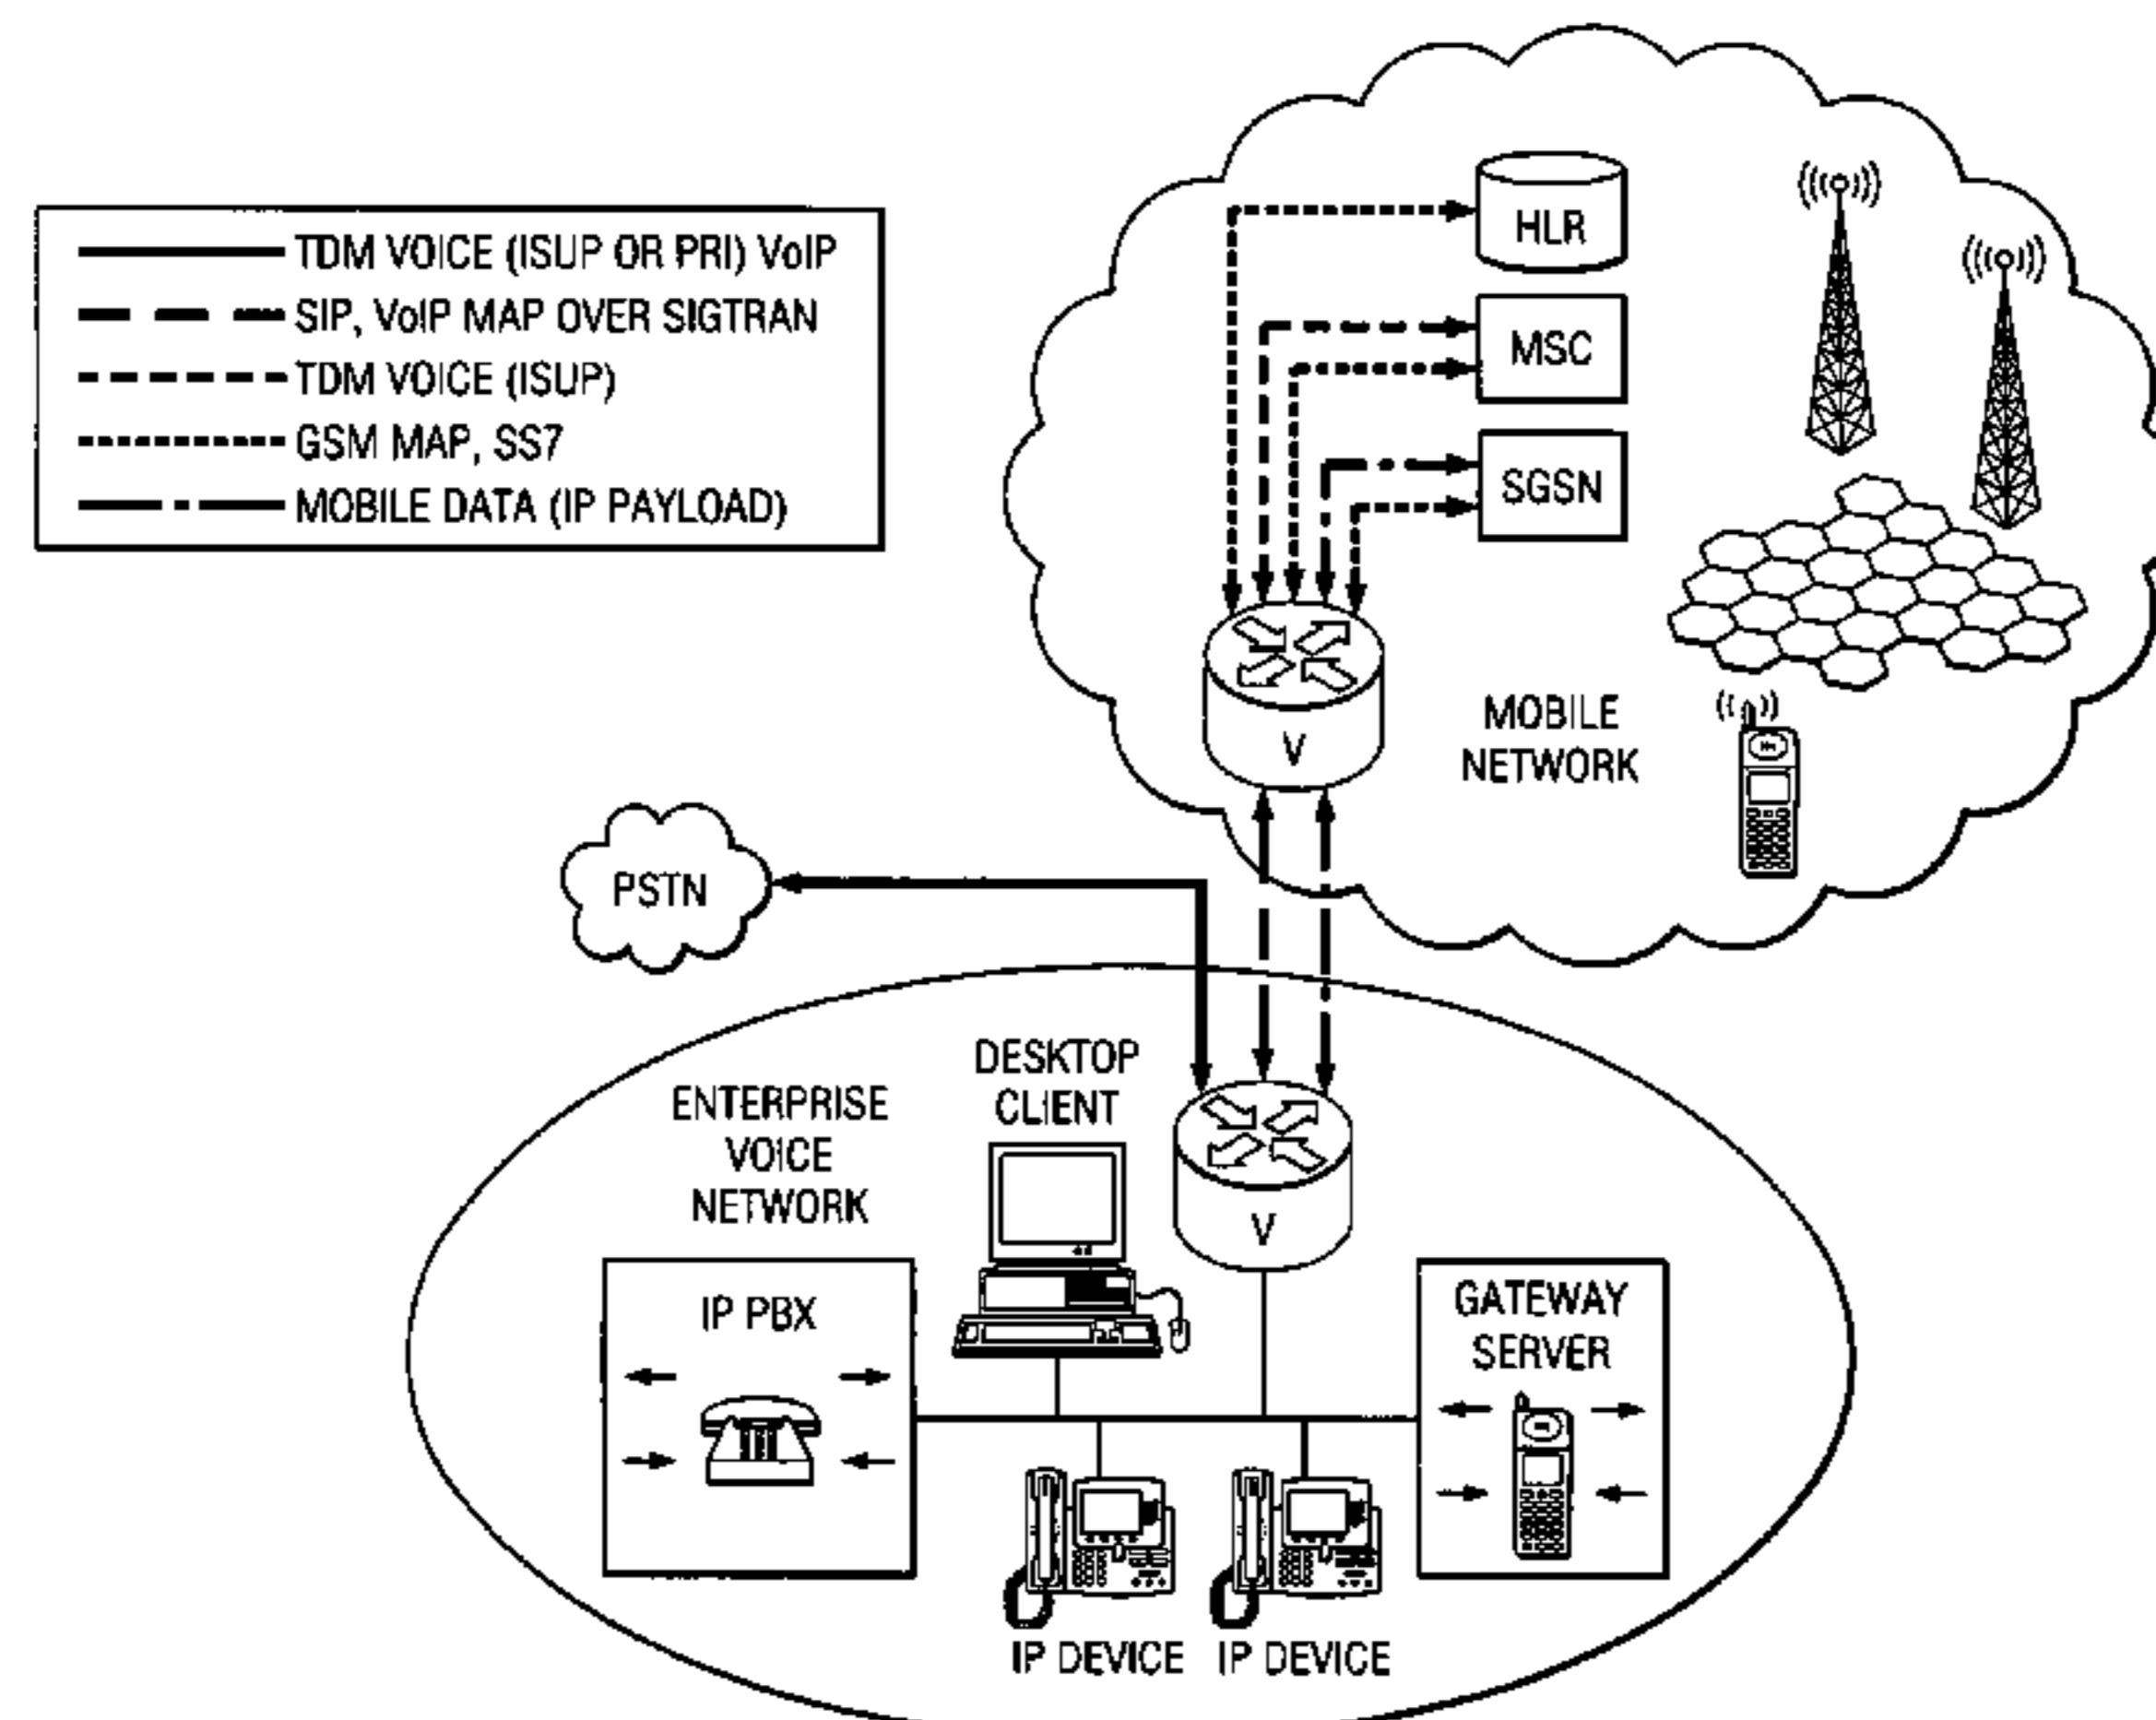 TDM VOICE (ISUP OR PRI) VoIP
SIP, VoIP MAP OVER SIGTRAN
TDM VOICE (ISUP)
GSM MAP, SS7
MOBILE DATA (IP PAYLOAD)
HLR
MSC
SGSN
V
MOBILE
NETWORK
PSTN
ENTERPRISE
VOICE
NETWORK
DESKTOP
CLIENT
V
IP PBX
GATEWAY
SERVER
IP DEVICE
IP DEVICE